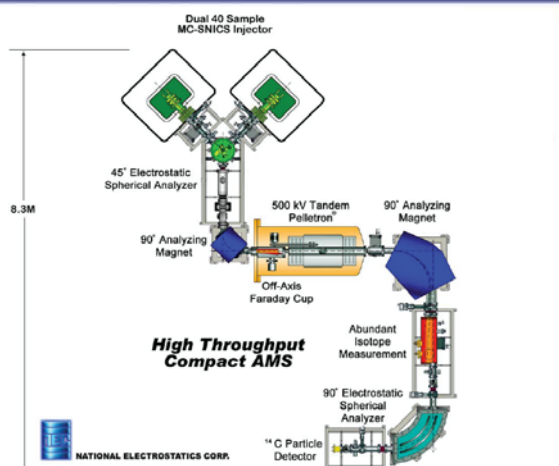 Dual 40 Sample
MC-SNICS Injector
45° Electrostatic
Spherical Analyzer
8.3M
500 kV Tandem
Pelletron®
90° Analyzing
Magnet
90° Analyzing
Magnet
Off-Axis
Faraday Cup
High Throughput
Compact AMS
Abundant
Isotope
Measurement
90° Electrostatic
Spherical
Analyzer
¹⁴C Particle
Detector
NATIONAL ELECTROSTATICS CORP.